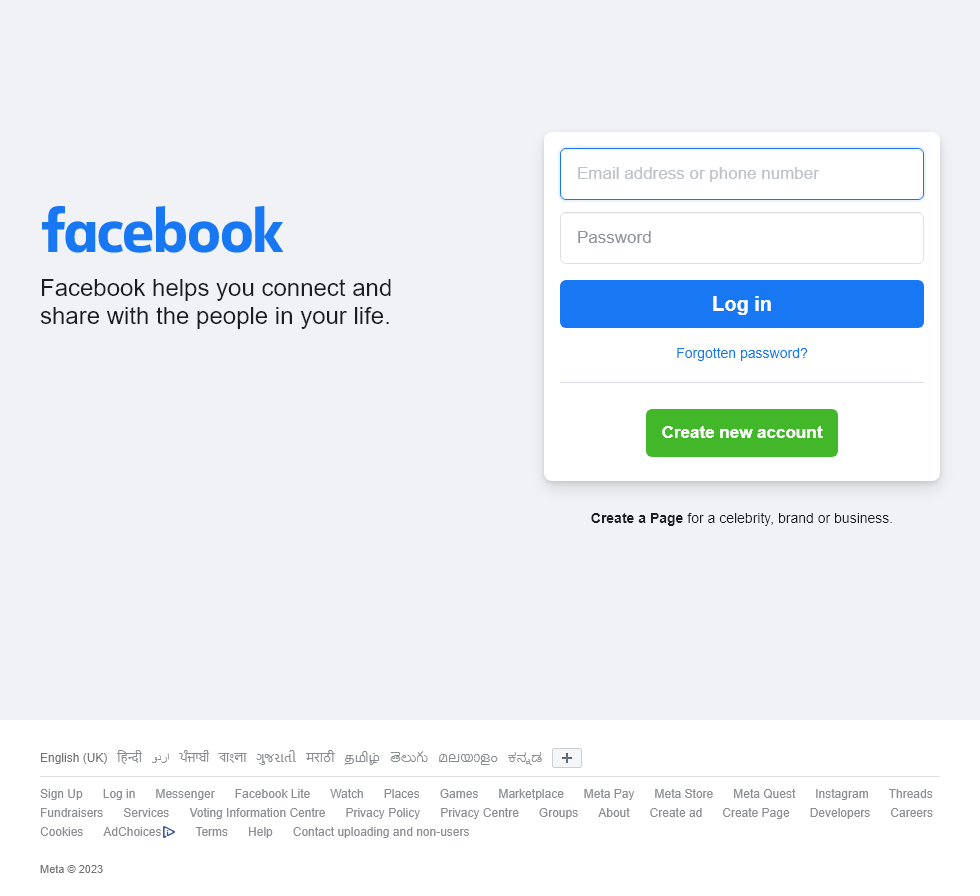 facebook
Facebook helps you connect and
share with the people in your life.
Email address or phone number
Password
Log in
Forgotten password?
Create new account
Create a Page for a celebrity, brand or business.
English (UK) हिन्दी اردو ਪੰਜਾਬੀ বাংলা ગુજરાતી मराठी தமிழ் తెలుగు മലയാളം ಕನ್ನಡ +
Sign Up Log in Messenger Facebook Lite Watch Places Games Marketplace Meta Pay Meta Store Meta Quest Instagram Threads
Fundraisers Services Voting Information Centre Privacy Policy Privacy Centre Groups About Create ad Create Page Developers Careers
Cookies AdChoices Terms Help Contact uploading and non-users
Meta © 2023